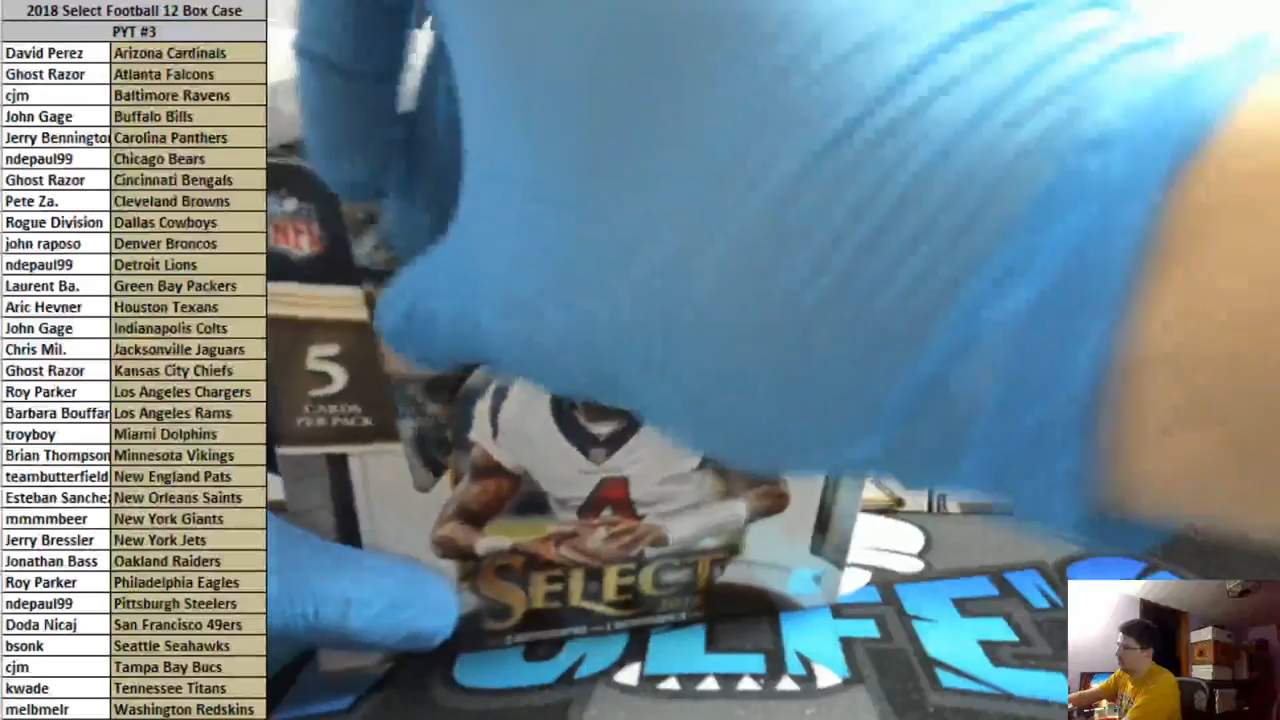 2018 Select Football 12 Box Case
PYT #3
David Perez Arizona Cardinals
Ghost Razor Atlanta Falcons
cjm Baltimore Ravens
John Gage Buffalo Bills
Jerry Bennington Carolina Panthers
ndepaul99 Chicago Bears
Ghost Razor Cincinnati Bengals
Pete Za. Cleveland Browns
Rogue Division Dallas Cowboys
john raposo Denver Broncos
ndepaul99 Detroit Lions
Laurent Ba. Green Bay Packers
Aric Hevner Houston Texans
John Gage Indianapolis Colts
Chris Mil. Jacksonville Jaguars
Ghost Razor Kansas City Chiefs
Roy Parker Los Angeles Chargers
Barbara Bouffar Los Angeles Rams
troyboy Miami Dolphins
Brian Thompson Minnesota Vikings
teambutterfield New England Pats
Esteban Sanchez New Orleans Saints
mmmmbeer New York Giants
Jerry Bressler New York Jets
Jonathan Bass Oakland Raiders
Roy Parker Philadelphia Eagles
ndepaul99 Pittsburgh Steelers
Doda Nicaj San Francisco 49ers
bsonk Seattle Seahawks
cjm Tampa Bay Bucs
kwade Tennessee Titans
melbmelr Washington Redskins
NFL
5
CARDS
PER PACK
4
SELECT